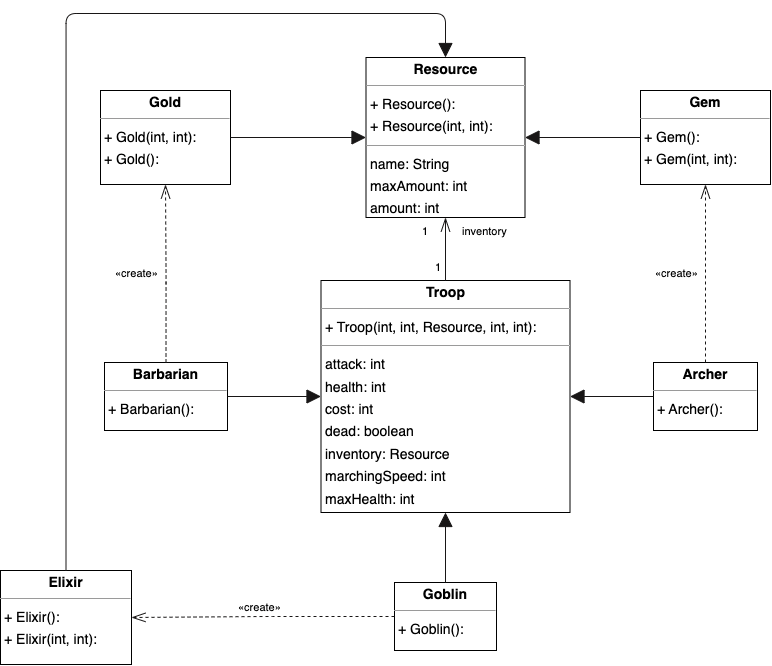 Resource
+ Resource():
+ Resource(int, int):
name: String
maxAmount: int
amount: int
Gold
+ Gold(int, int):
+ Gold():
Gem
+ Gem():
+ Gem(int, int):
1
inventory
1
«create»
«create»
Troop
+ Troop(int, int, Resource, int, int):
attack: int
health: int
cost: int
dead: boolean
inventory: Resource
marchingSpeed: int
maxHealth: int
Barbarian
+ Barbarian():
Archer
+ Archer():
Elixir
+ Elixir():
+ Elixir(int, int):
«create»
Goblin
+ Goblin():